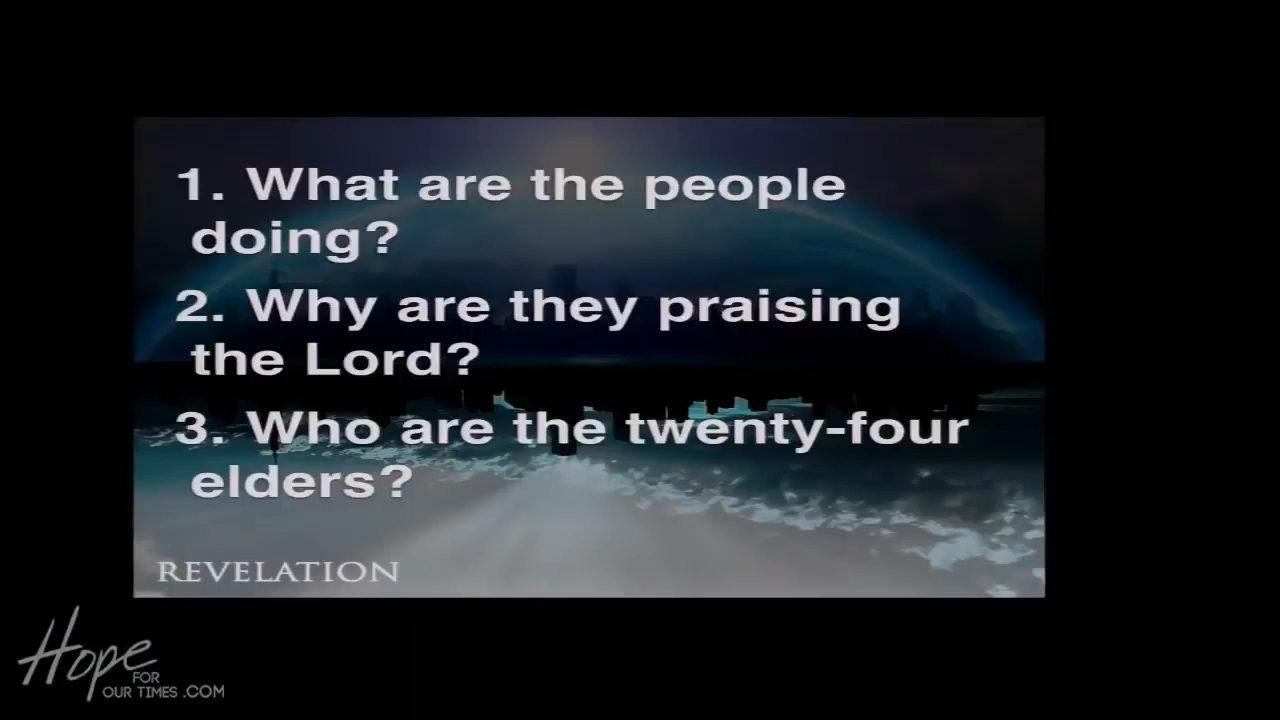 1. What are the people
doing?
2. Why are they praising
the Lord?
3. Who are the twenty-four
elders?
REVELATION
Hope
FOR
OUR TIMES .COM